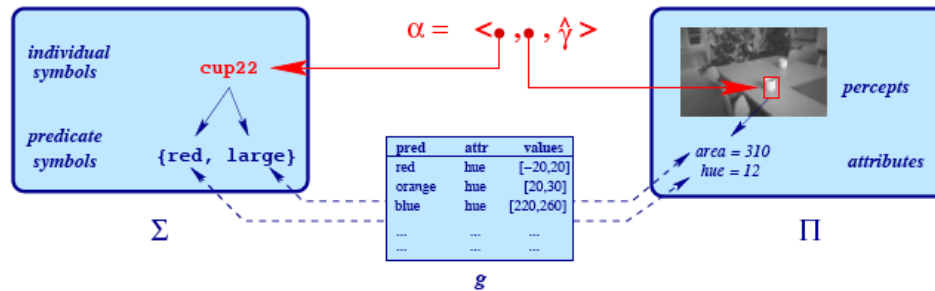 α = < , , γ̂ >
individual
symbols
cup22
predicate
symbols
{red, large}
Σ
pred attr values
red hue [−20,20]
orange hue [20,30]
blue hue [220,260]
... ... ...
... ... ...
g
percepts
area = 310
hue = 12
attributes
Π